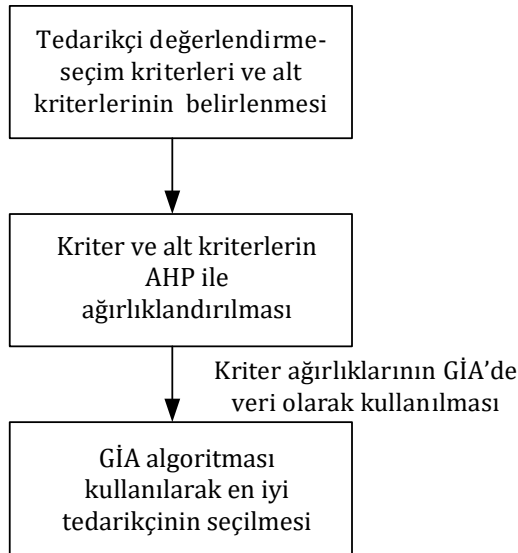 Tedarikçi değerlendirme-
seçim kriterleri ve alt
kriterlerinin belirlenmesi
Kriter ve alt kriterlerin
AHP ile
ağırlıklandırılması
Kriter ağırlıklarının GİA’de
veri olarak kullanılması
GİA algoritması
kullanılarak en iyi
tedarikçinin seçilmesi